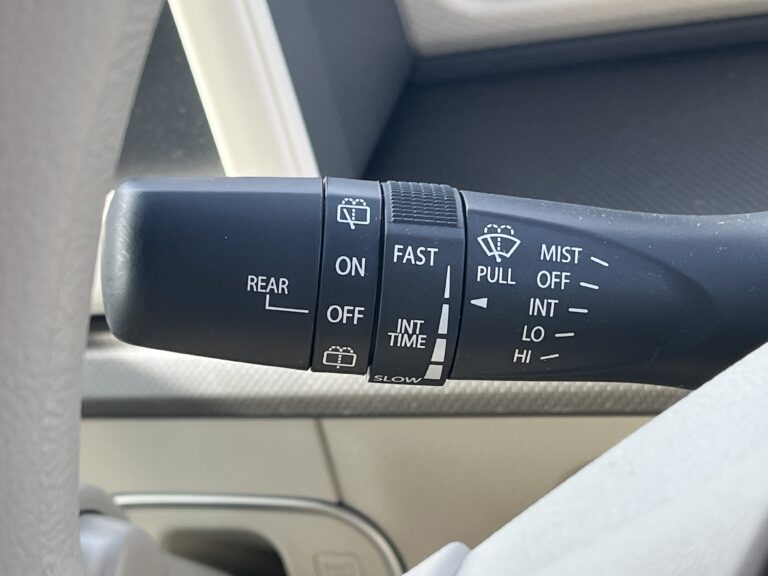 REAR
ON
OFF
FAST
INT
TIME
SLOW
PULL
MIST
OFF
INT
LO
HI